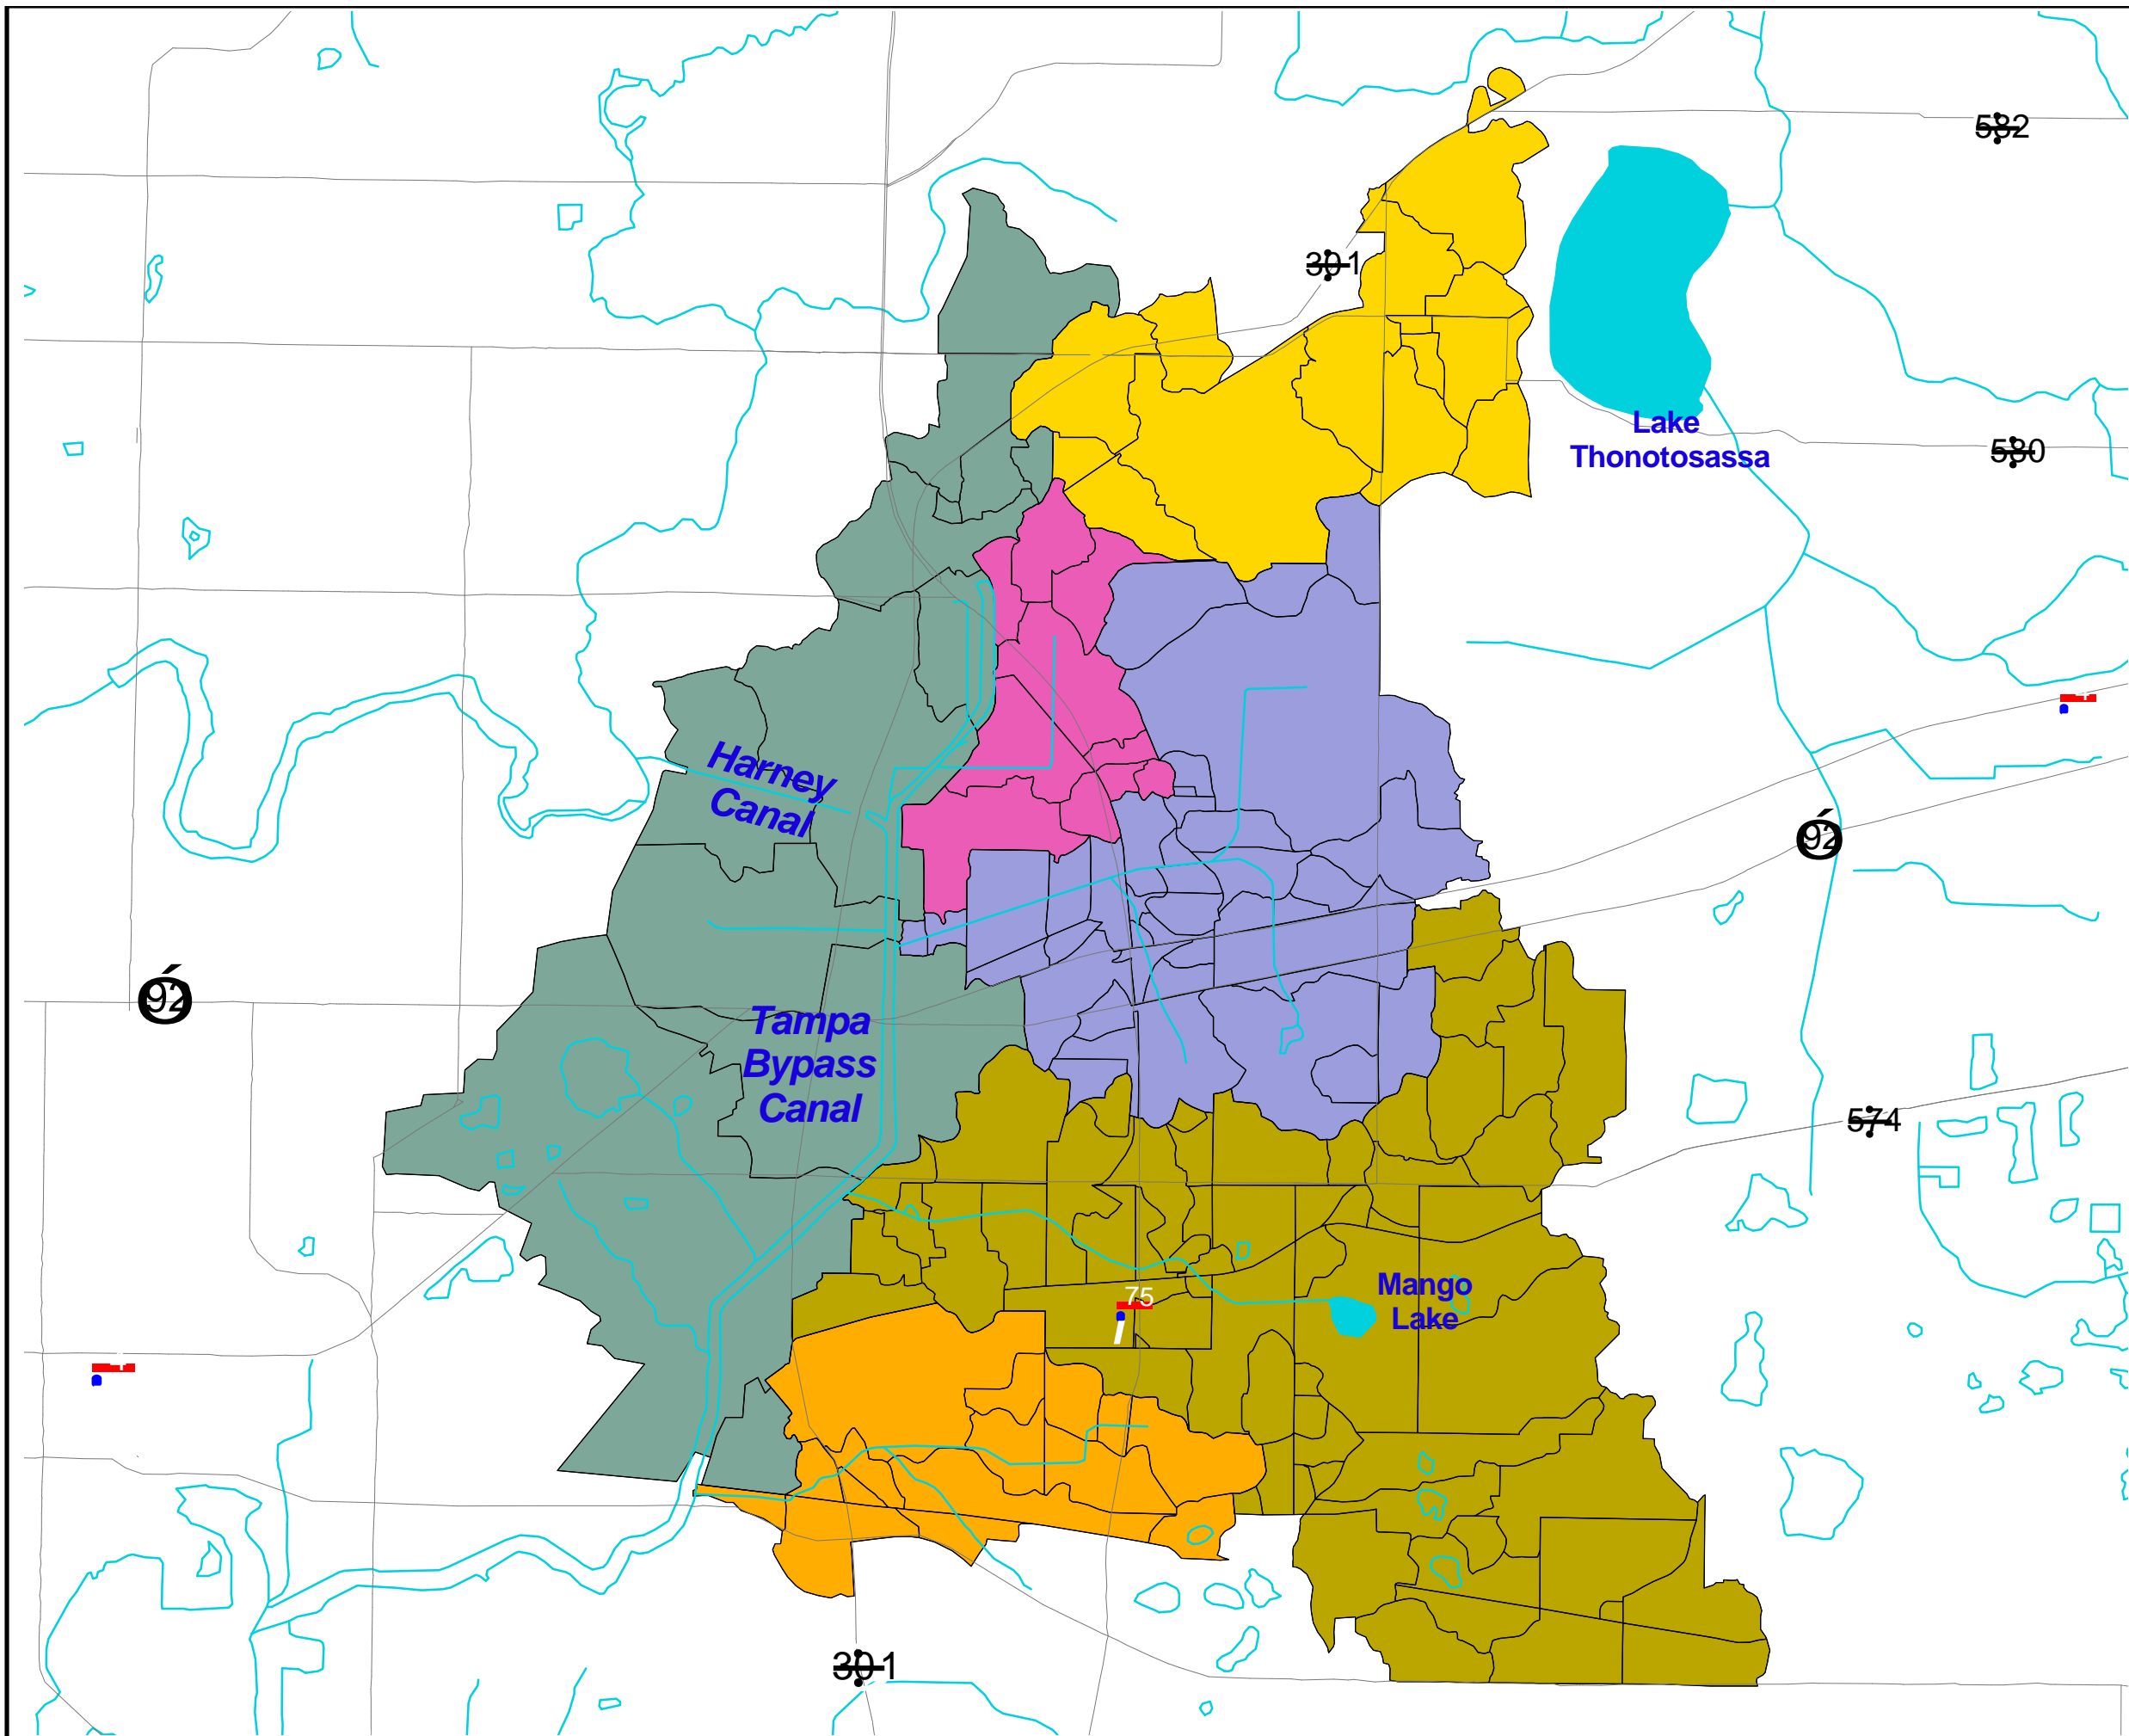 582
301
Lake
Thonotosassa
580
Harney
Canal
92
92
Tampa
Bypass
Canal
574
Mango
Lake
75
301